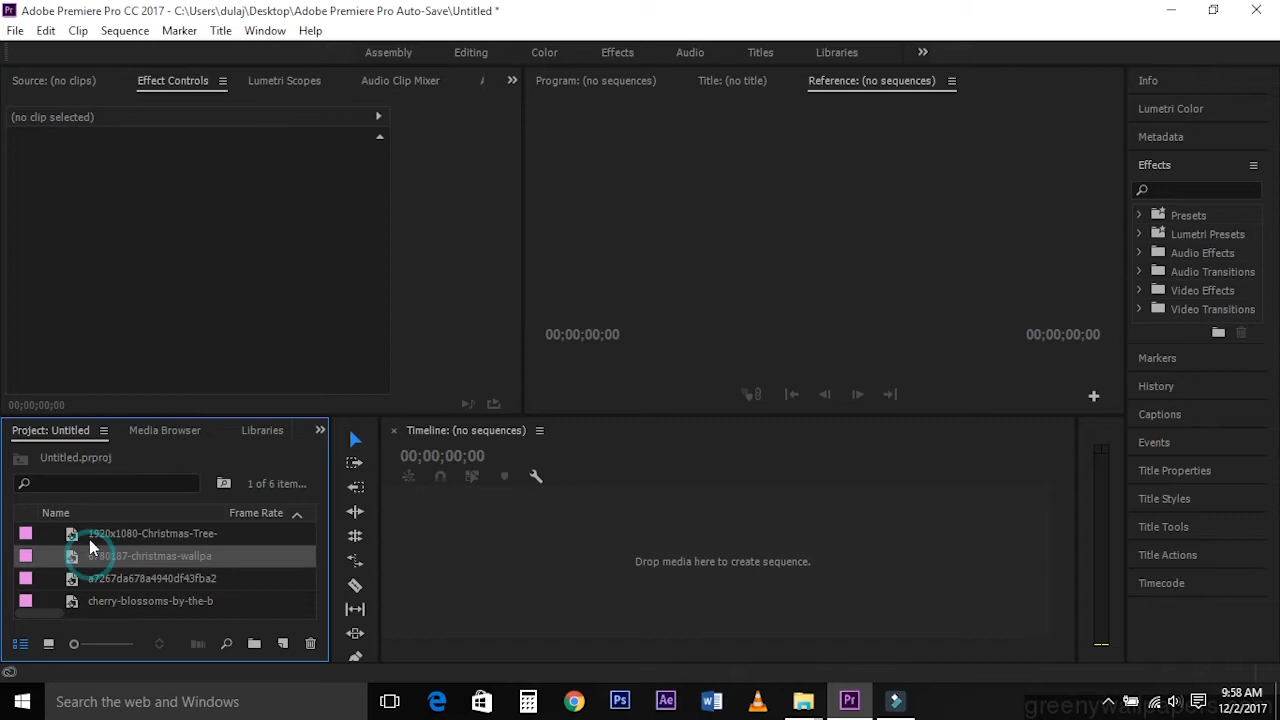 Adobe Premiere Pro CC 2017 - C:\Users\dulaj\Desktop\Adobe Premiere Pro Auto-Save\Untitled *
File Edit Clip Sequence Marker Title Window Help
Assembly Editing Color Effects Audio Titles Libraries
Source: (no clips) Effect Controls Lumetri Scopes Audio Clip Mixer
Program: (no sequences) Title: (no title) Reference: (no sequences)
(no clip selected)
00;00;00;00
00;00;00;00 00;00;00;00
Info
Lumetri Color
Metadata
Effects
Presets
Lumetri Presets
Audio Effects
Audio Transitions
Video Effects
Video Transitions
Markers
History
Captions
Events
Title Properties
Title Styles
Title Tools
Title Actions
Timecode
Project: Untitled Media Browser Libraries
Untitled.prproj
1 of 6 item...
Name Frame Rate
1920x1080-Christmas-Tree-
780187-christmas-wallpa
a7267da678a4940df43fba2
cherry-blossoms-by-the-b
Timeline: (no sequences)
00;00;00;00
Drop media here to create sequence.
Search the web and Windows
Ps Ae Pr
9:58 AM
12/2/2017